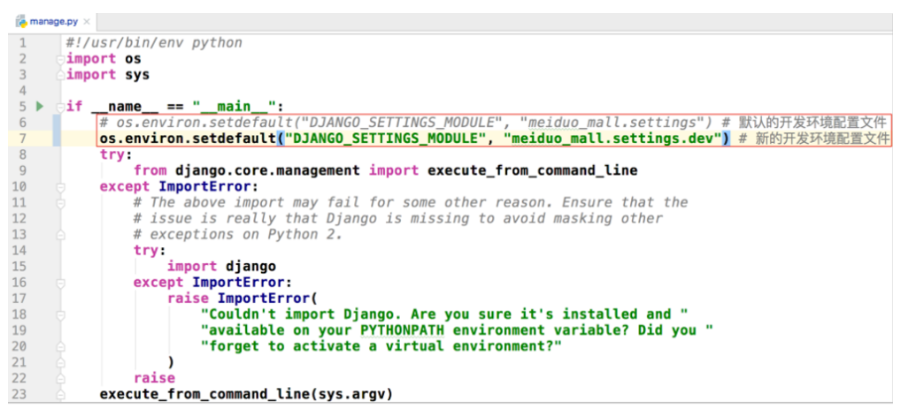 manage.py ×
1 #!/usr/bin/env python
2 import os
3 import sys
4
5 if __name__ == "__main__":
6 # os.environ.setdefault("DJANGO_SETTINGS_MODULE", "meiduo_mall.settings") # 默认的开发环境配置文件
7 os.environ.setdefault("DJANGO_SETTINGS_MODULE", "meiduo_mall.settings.dev") # 新的开发环境配置文件
8 try:
9 from django.core.management import execute_from_command_line
10 except ImportError:
11 # The above import may fail for some other reason. Ensure that the
12 # issue is really that Django is missing to avoid masking other
13 # exceptions on Python 2.
14 try:
15 import django
16 except ImportError:
17 raise ImportError(
18 "Couldn't import Django. Are you sure it's installed and "
19 "available on your PYTHONPATH environment variable? Did you "
20 "forget to activate a virtual environment?"
21 )
22 raise
23 execute_from_command_line(sys.argv)